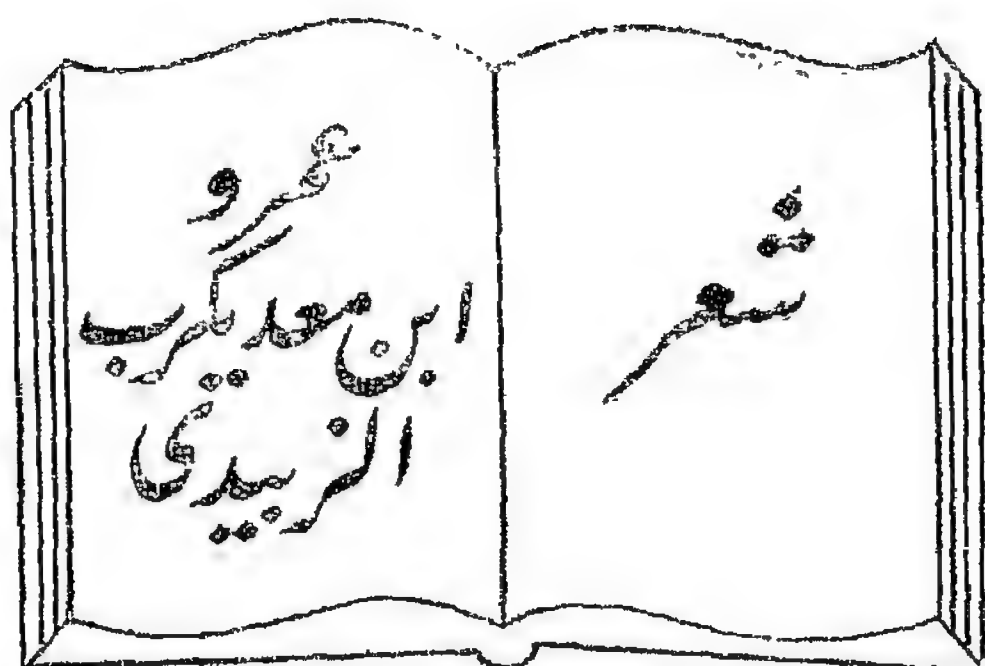 شعر
عمرو
ابن معديكرب
الزبيدي